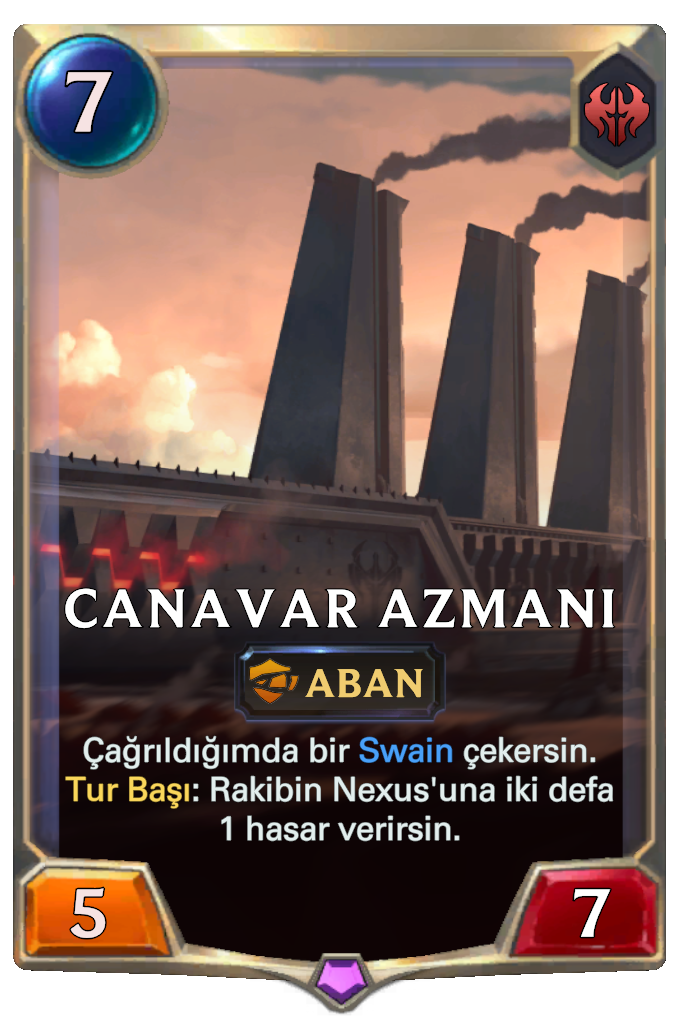 7
CANAVAR AZMANI
ABAN
Çağrıldığımda bir Swain çekersin.
Tur Başı: Rakibin Nexus'una iki defa
1 hasar verirsin.
5
7